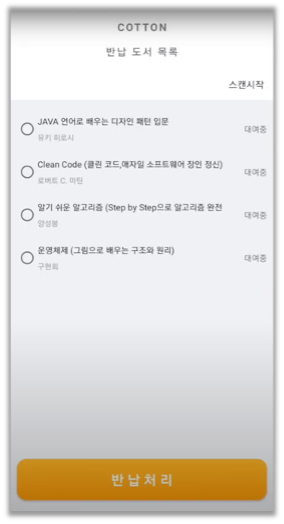 COTTON
반납 도서 목록
스캔시작
JAVA 언어로 배우는 디자인 패턴 입문
유키 히로시
대여중
Clean Code (클린 코드,애자일 소프트웨어 장인 정신)
로버트 C. 마틴
대여중
알기 쉬운 알고리즘 (Step by Step으로 알고리즘 완전
양성봉
대여중
운영체제 (그림으로 배우는 구조와 원리)
구현회
대여중
반납처리